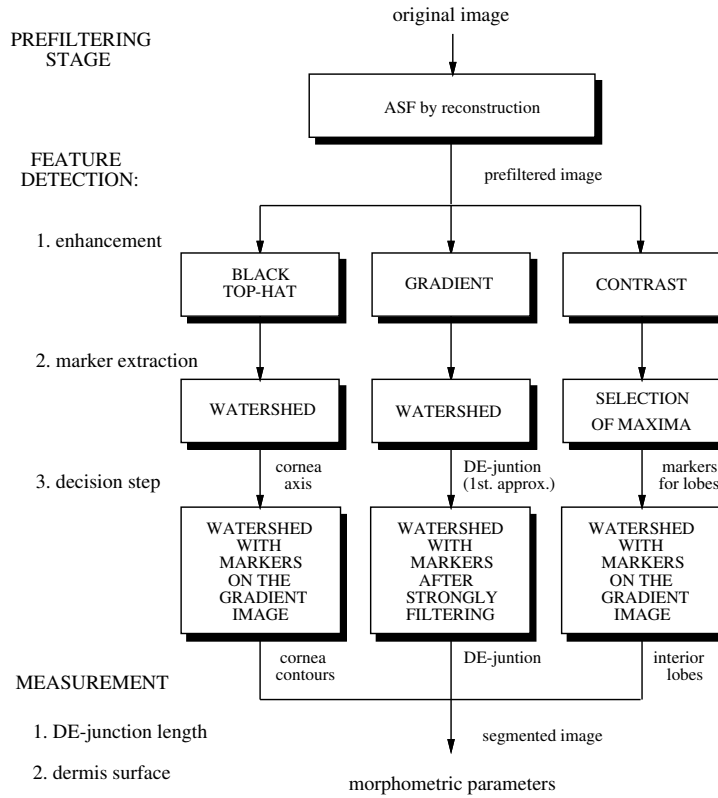 original image
PREFILTERING
STAGE
ASF by reconstruction
FEATURE
DETECTION:
prefiltered image
1. enhancement
BLACK
TOP-HAT
GRADIENT
CONTRAST
2. marker extraction
WATERSHED
WATERSHED
SELECTION
OF MAXIMA
3. decision step
cornea
axis
DE-juntion
(1st. approx.)
markers
for lobes
WATERSHED
WITH
MARKERS
ON THE
GRADIENT
IMAGE
WATERSHED
WITH
MARKERS
AFTER
STRONGLY
FILTERING
WATERSHED
WITH
MARKERS
ON THE
GRADIENT
IMAGE
cornea
contours
DE-juntion
interior
lobes
MEASUREMENT
1. DE-junction length
segmented image
2. dermis surface
morphometric parameters